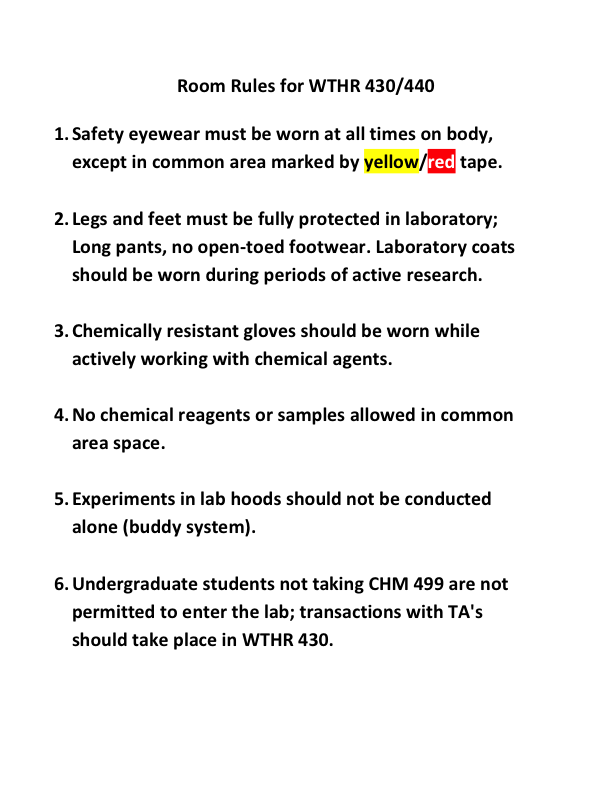 Room Rules for WTHR 430/440
1. Safety eyewear must be worn at all times on body,
except in common area marked by yellow/red tape.
2. Legs and feet must be fully protected in laboratory;
Long pants, no open-toed footwear. Laboratory coats
should be worn during periods of active research.
3. Chemically resistant gloves should be worn while
actively working with chemical agents.
4. No chemical reagents or samples allowed in common
area space.
5. Experiments in lab hoods should not be conducted
alone (buddy system).
6. Undergraduate students not taking CHM 499 are not
permitted to enter the lab; transactions with TA's
should take place in WTHR 430.